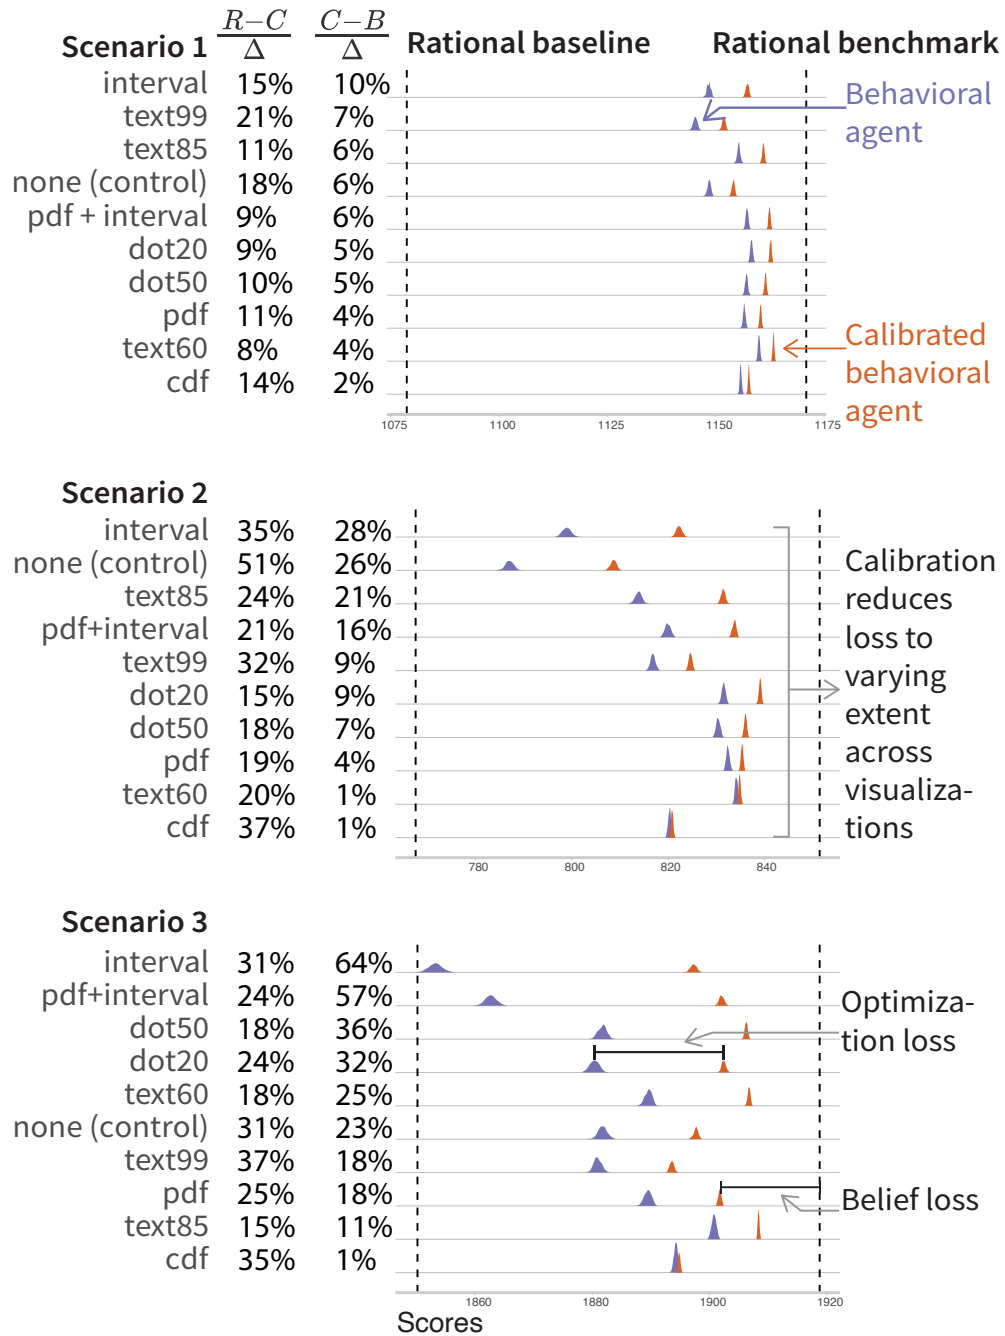 Scenario 1 R−C/Δ C−B/Δ Rational baseline Rational benchmark
interval 15% 10%
text99 21% 7%
text85 11% 6%
none (control) 18% 6%
pdf + interval 9% 6%
dot20 9% 5%
dot50 10% 5%
pdf 11% 4%
text60 8% 4%
cdf 14% 2%
Behavioral
agent
Calibrated
behavioral
agent
1075 1100 1125 1150 1175
Scenario 2
interval 35% 28%
none (control) 51% 26%
text85 24% 21%
pdf+interval 21% 16%
text99 32% 9%
dot20 15% 9%
dot50 18% 7%
pdf 19% 4%
text60 20% 1%
cdf 37% 1%
Calibration
reduces
loss to
varying
extent
across
visualiza-
tions
780 800 820 840
Scenario 3
interval 31% 64%
pdf+interval 24% 57%
dot50 18% 36%
dot20 24% 32%
text60 18% 25%
none (control) 31% 23%
text99 37% 18%
pdf 25% 18%
text85 15% 11%
cdf 35% 1%
Optimiza-
tion loss
Belief loss
1860 1880 1900 1920
Scores